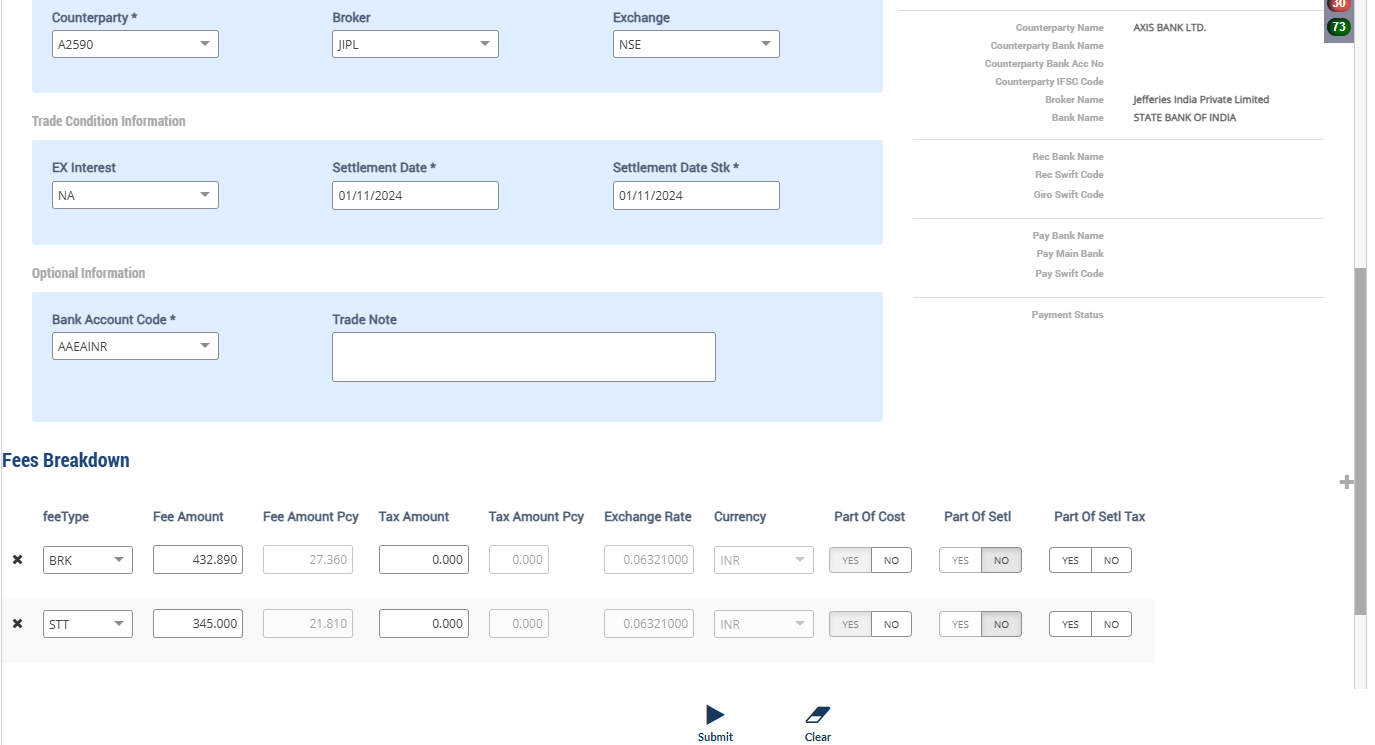 Counterparty * Broker Exchange
A2590 JIPL NSE
Trade Condition Information
EX Interest Settlement Date * Settlement Date Stk *
NA 01/11/2024 01/11/2024
Optional Information
Bank Account Code * Trade Note
AAEAINR
30
73
Counterparty Name AXIS BANK LTD.
Counterparty Bank Name
Counterparty Bank Acc No
Counterparty IFSC Code
Broker Name Jefferies India Private Limited
Bank Name STATE BANK OF INDIA
Rec Bank Name
Rec Swift Code
Giro Swift Code
Pay Bank Name
Pay Main Bank
Pay Swift Code
Payment Status
Fees Breakdown
feeType Fee Amount Fee Amount Pcy Tax Amount Tax Amount Pcy Exchange Rate Currency Part Of Cost Part Of Setl Part Of Setl Tax
BRK 432.890 27.360 0.000 0.000 0.06321000 INR YES NO YES NO YES NO
STT 345.000 21.810 0.000 0.000 0.06321000 INR YES NO YES NO YES NO
Submit Clear